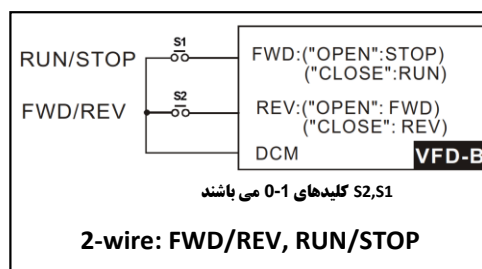 S1
RUN/STOP
FWD:("OPEN":STOP)
("CLOSE":RUN)
S2
FWD/REV
REV:("OPEN": FWD)
("CLOSE": REV)
DCM
VFD-B
S2,S1 کلیدهای 0-1 می باشند
2-wire: FWD/REV, RUN/STOP